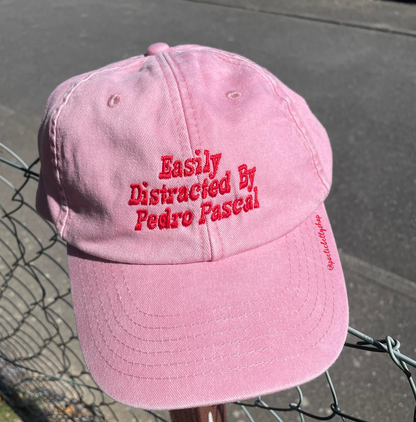 Easily
Distracted By
Pedro Pascal